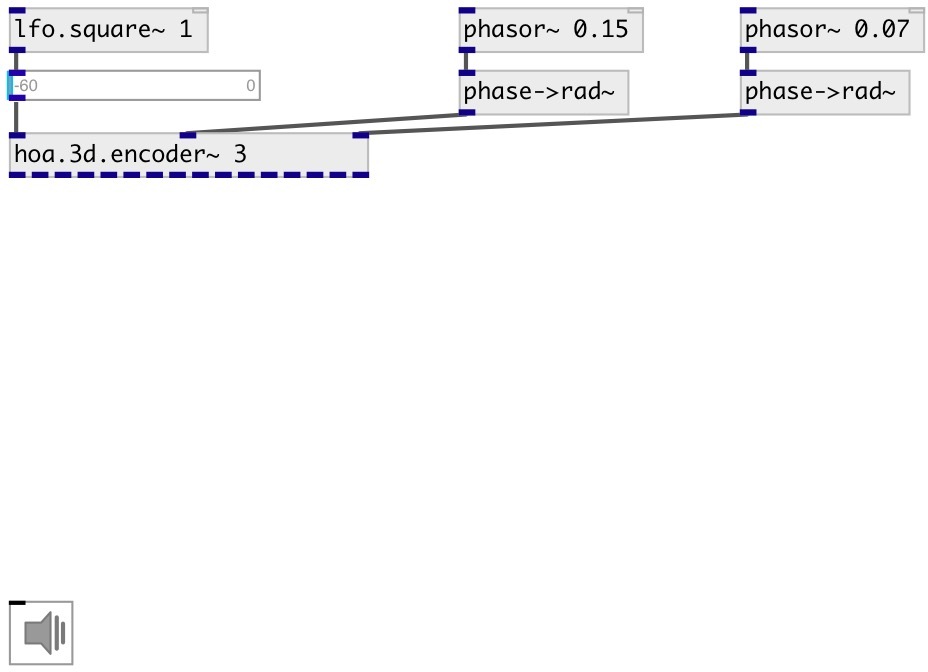 lfo.square~ 1
phasor~ 0.15
phasor~ 0.07
-60
0
phase->rad~
phase->rad~
hoa.3d.encoder~ 3